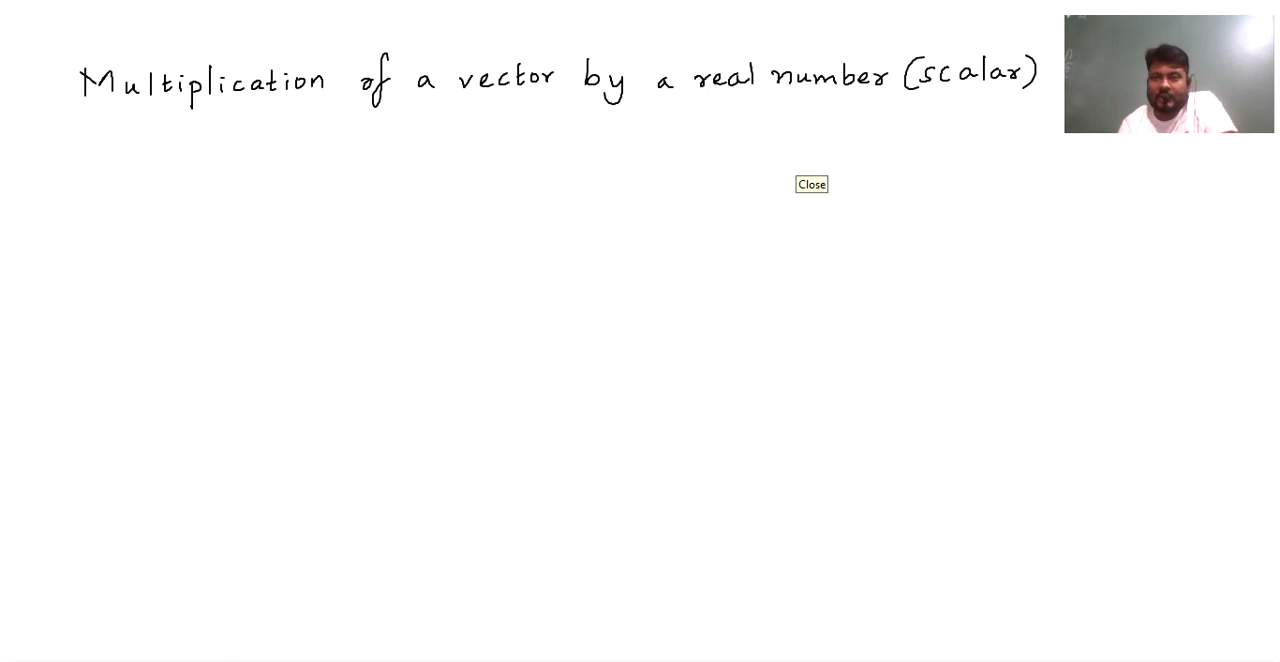 Multiplication of a vector by a real number (scalar)
Close